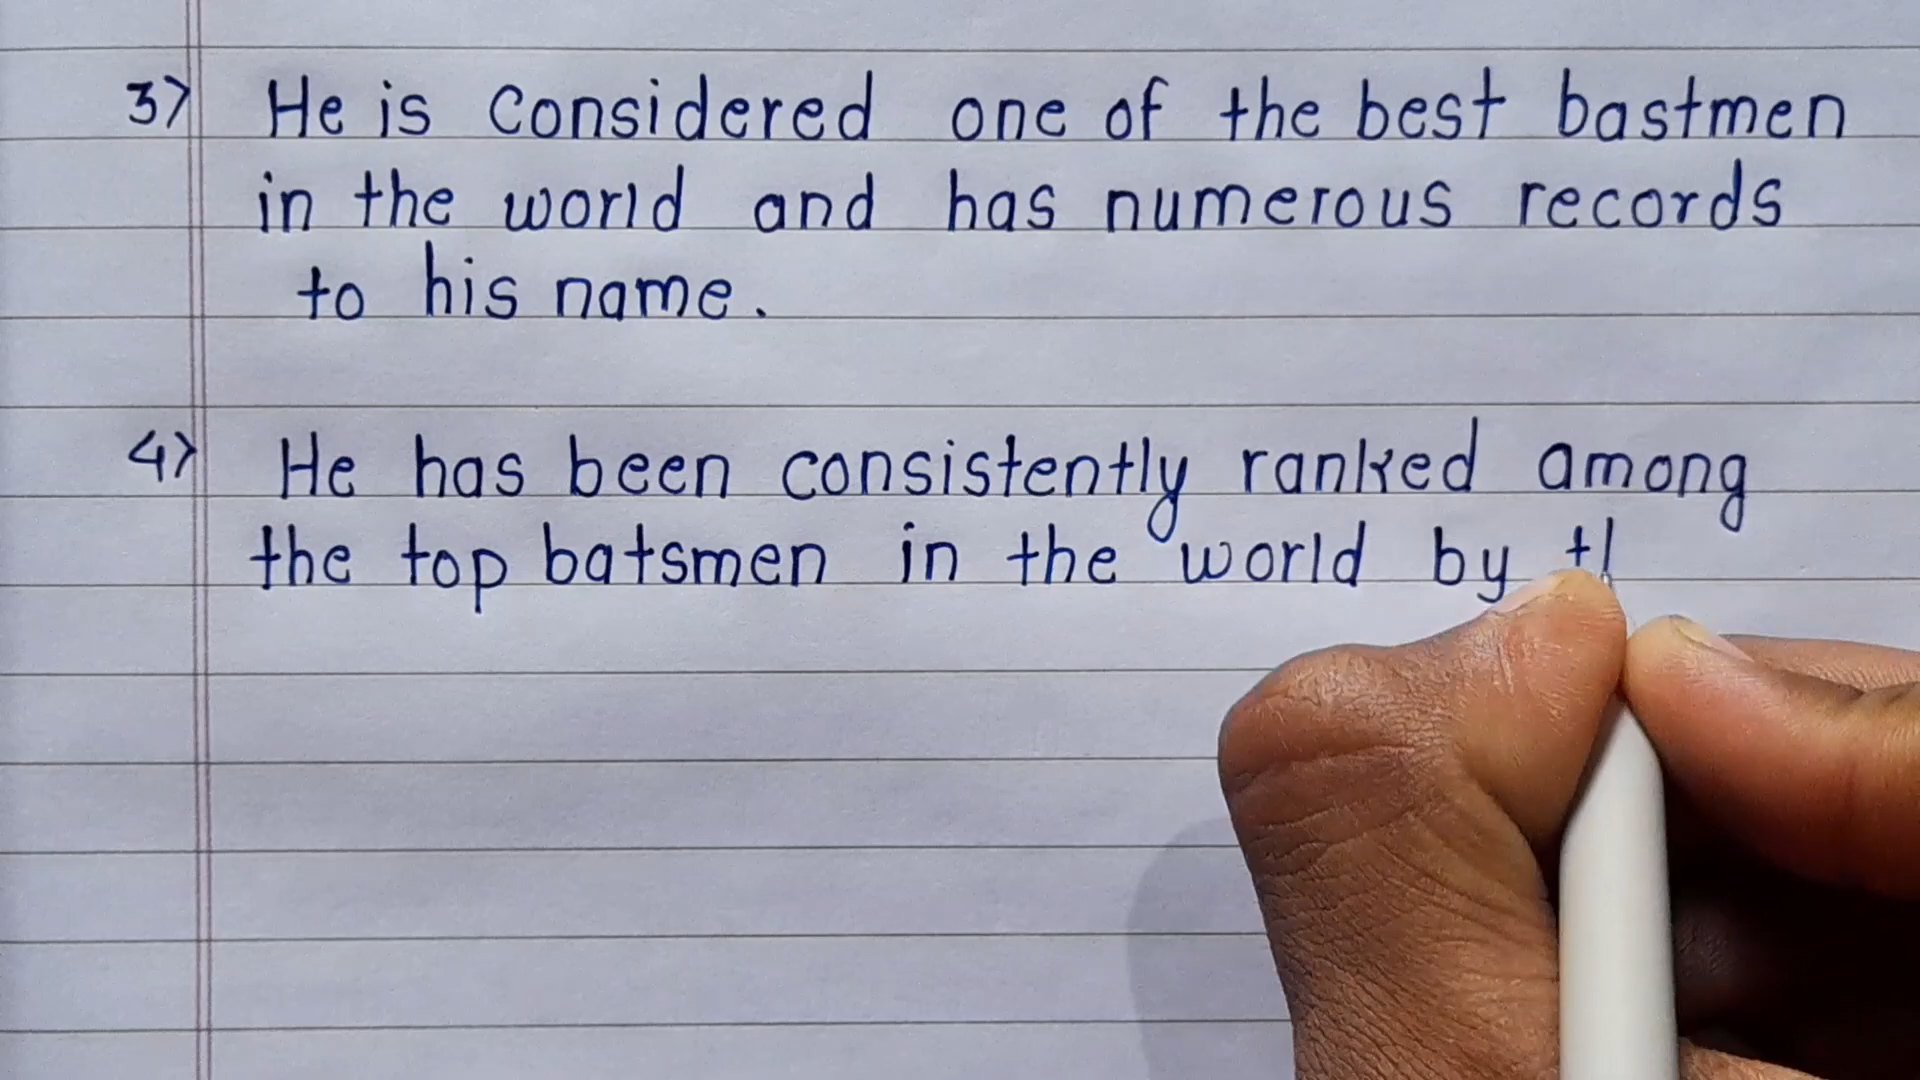 3) He is considered one of the best bastmen
in the world and has numerous records
to his name.
4) He has been consistently ranked among
the top batsmen in the world by